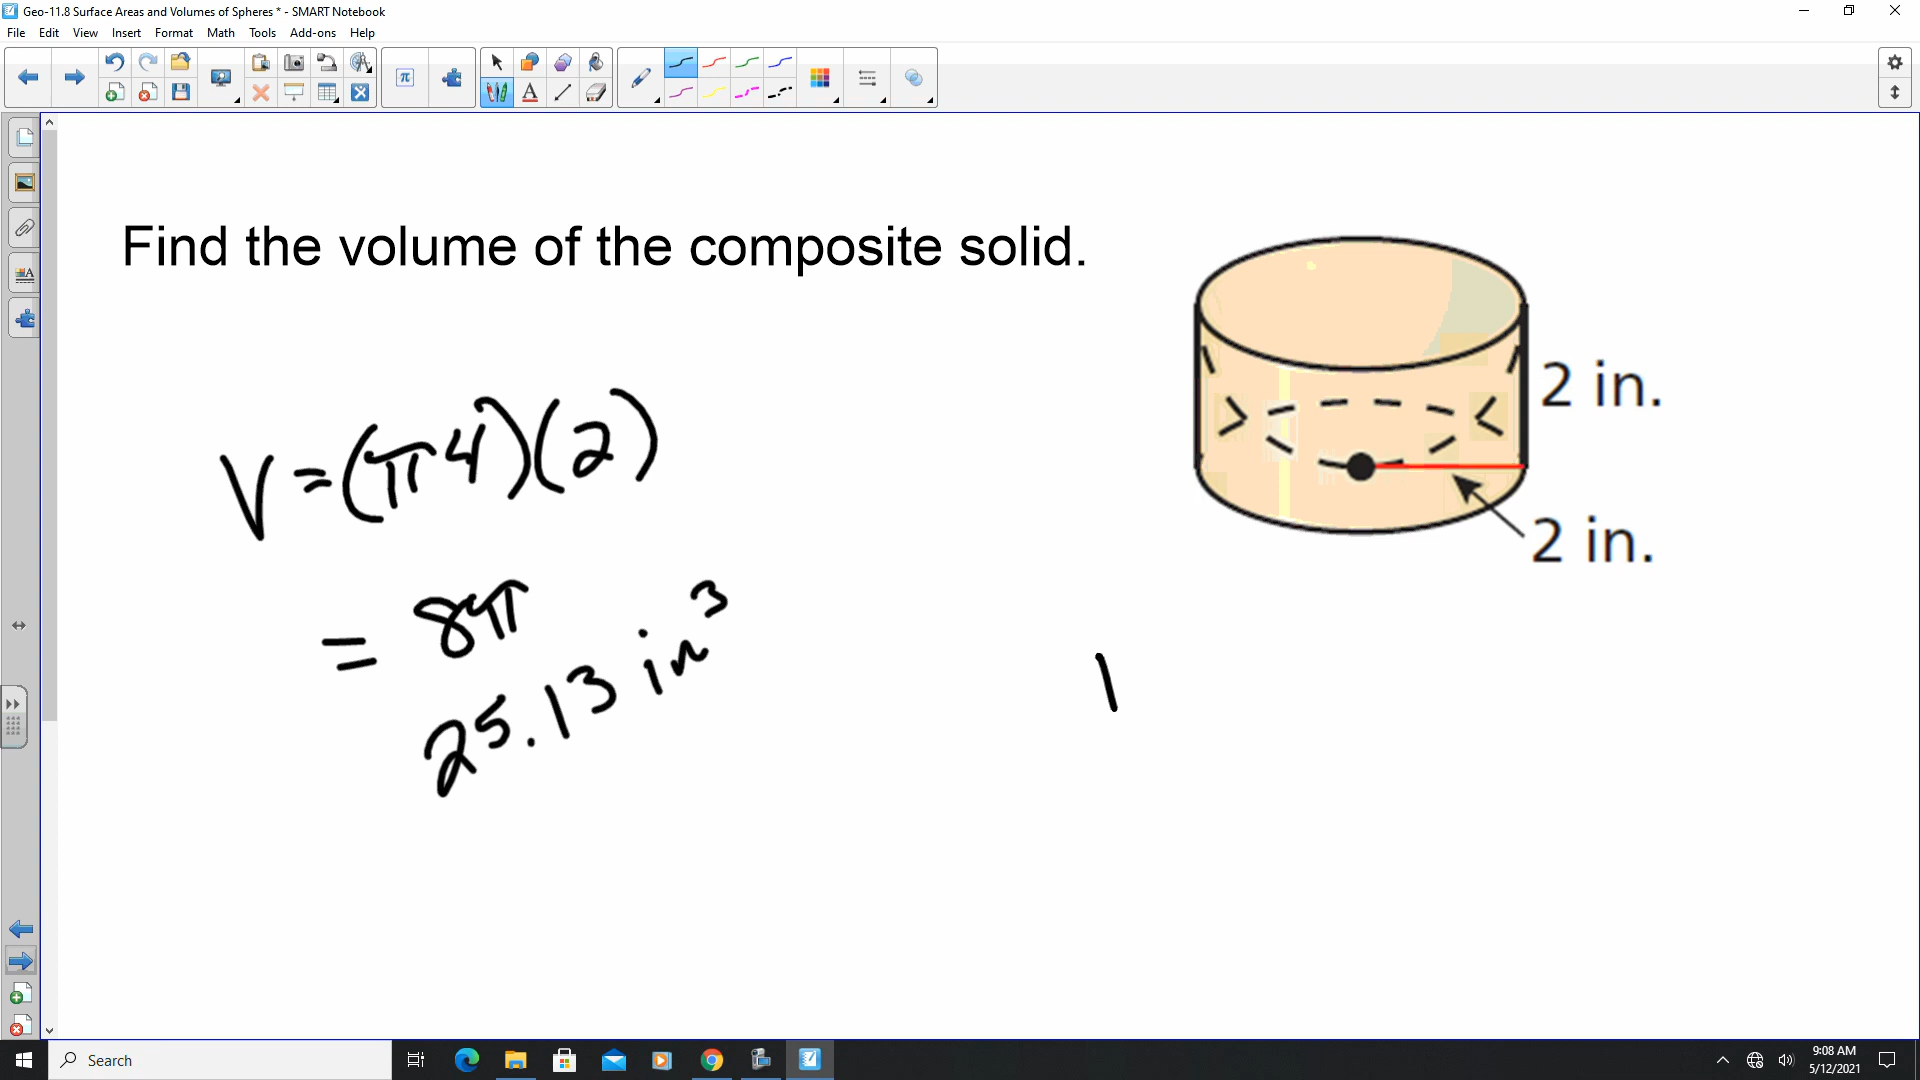 Geo-11.8 Surface Areas and Volumes of Spheres * - SMART Notebook
File Edit View Insert Format Math Tools Add-ons Help
Find the volume of the composite solid.
2 in.
2 in.
V = (π4)(2)
= 8π
25.13 in³
Search
9:08 AM
5/12/2021